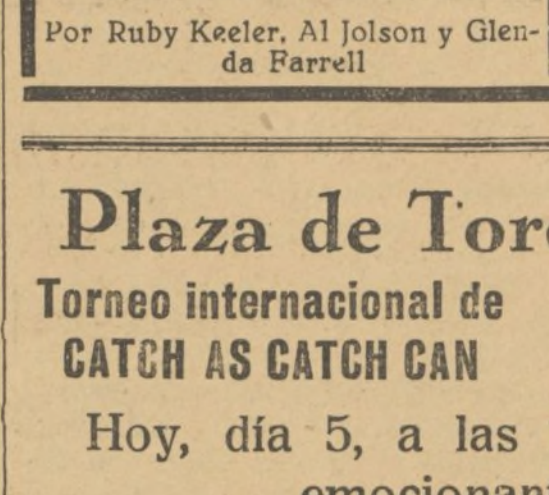 Por Ruby Keeler, Al Jolson y Glen-
da Farrell
Plaza de Toro
Torneo internacional de
CATCH AS CATCH CAN
Hoy, día 5, a las